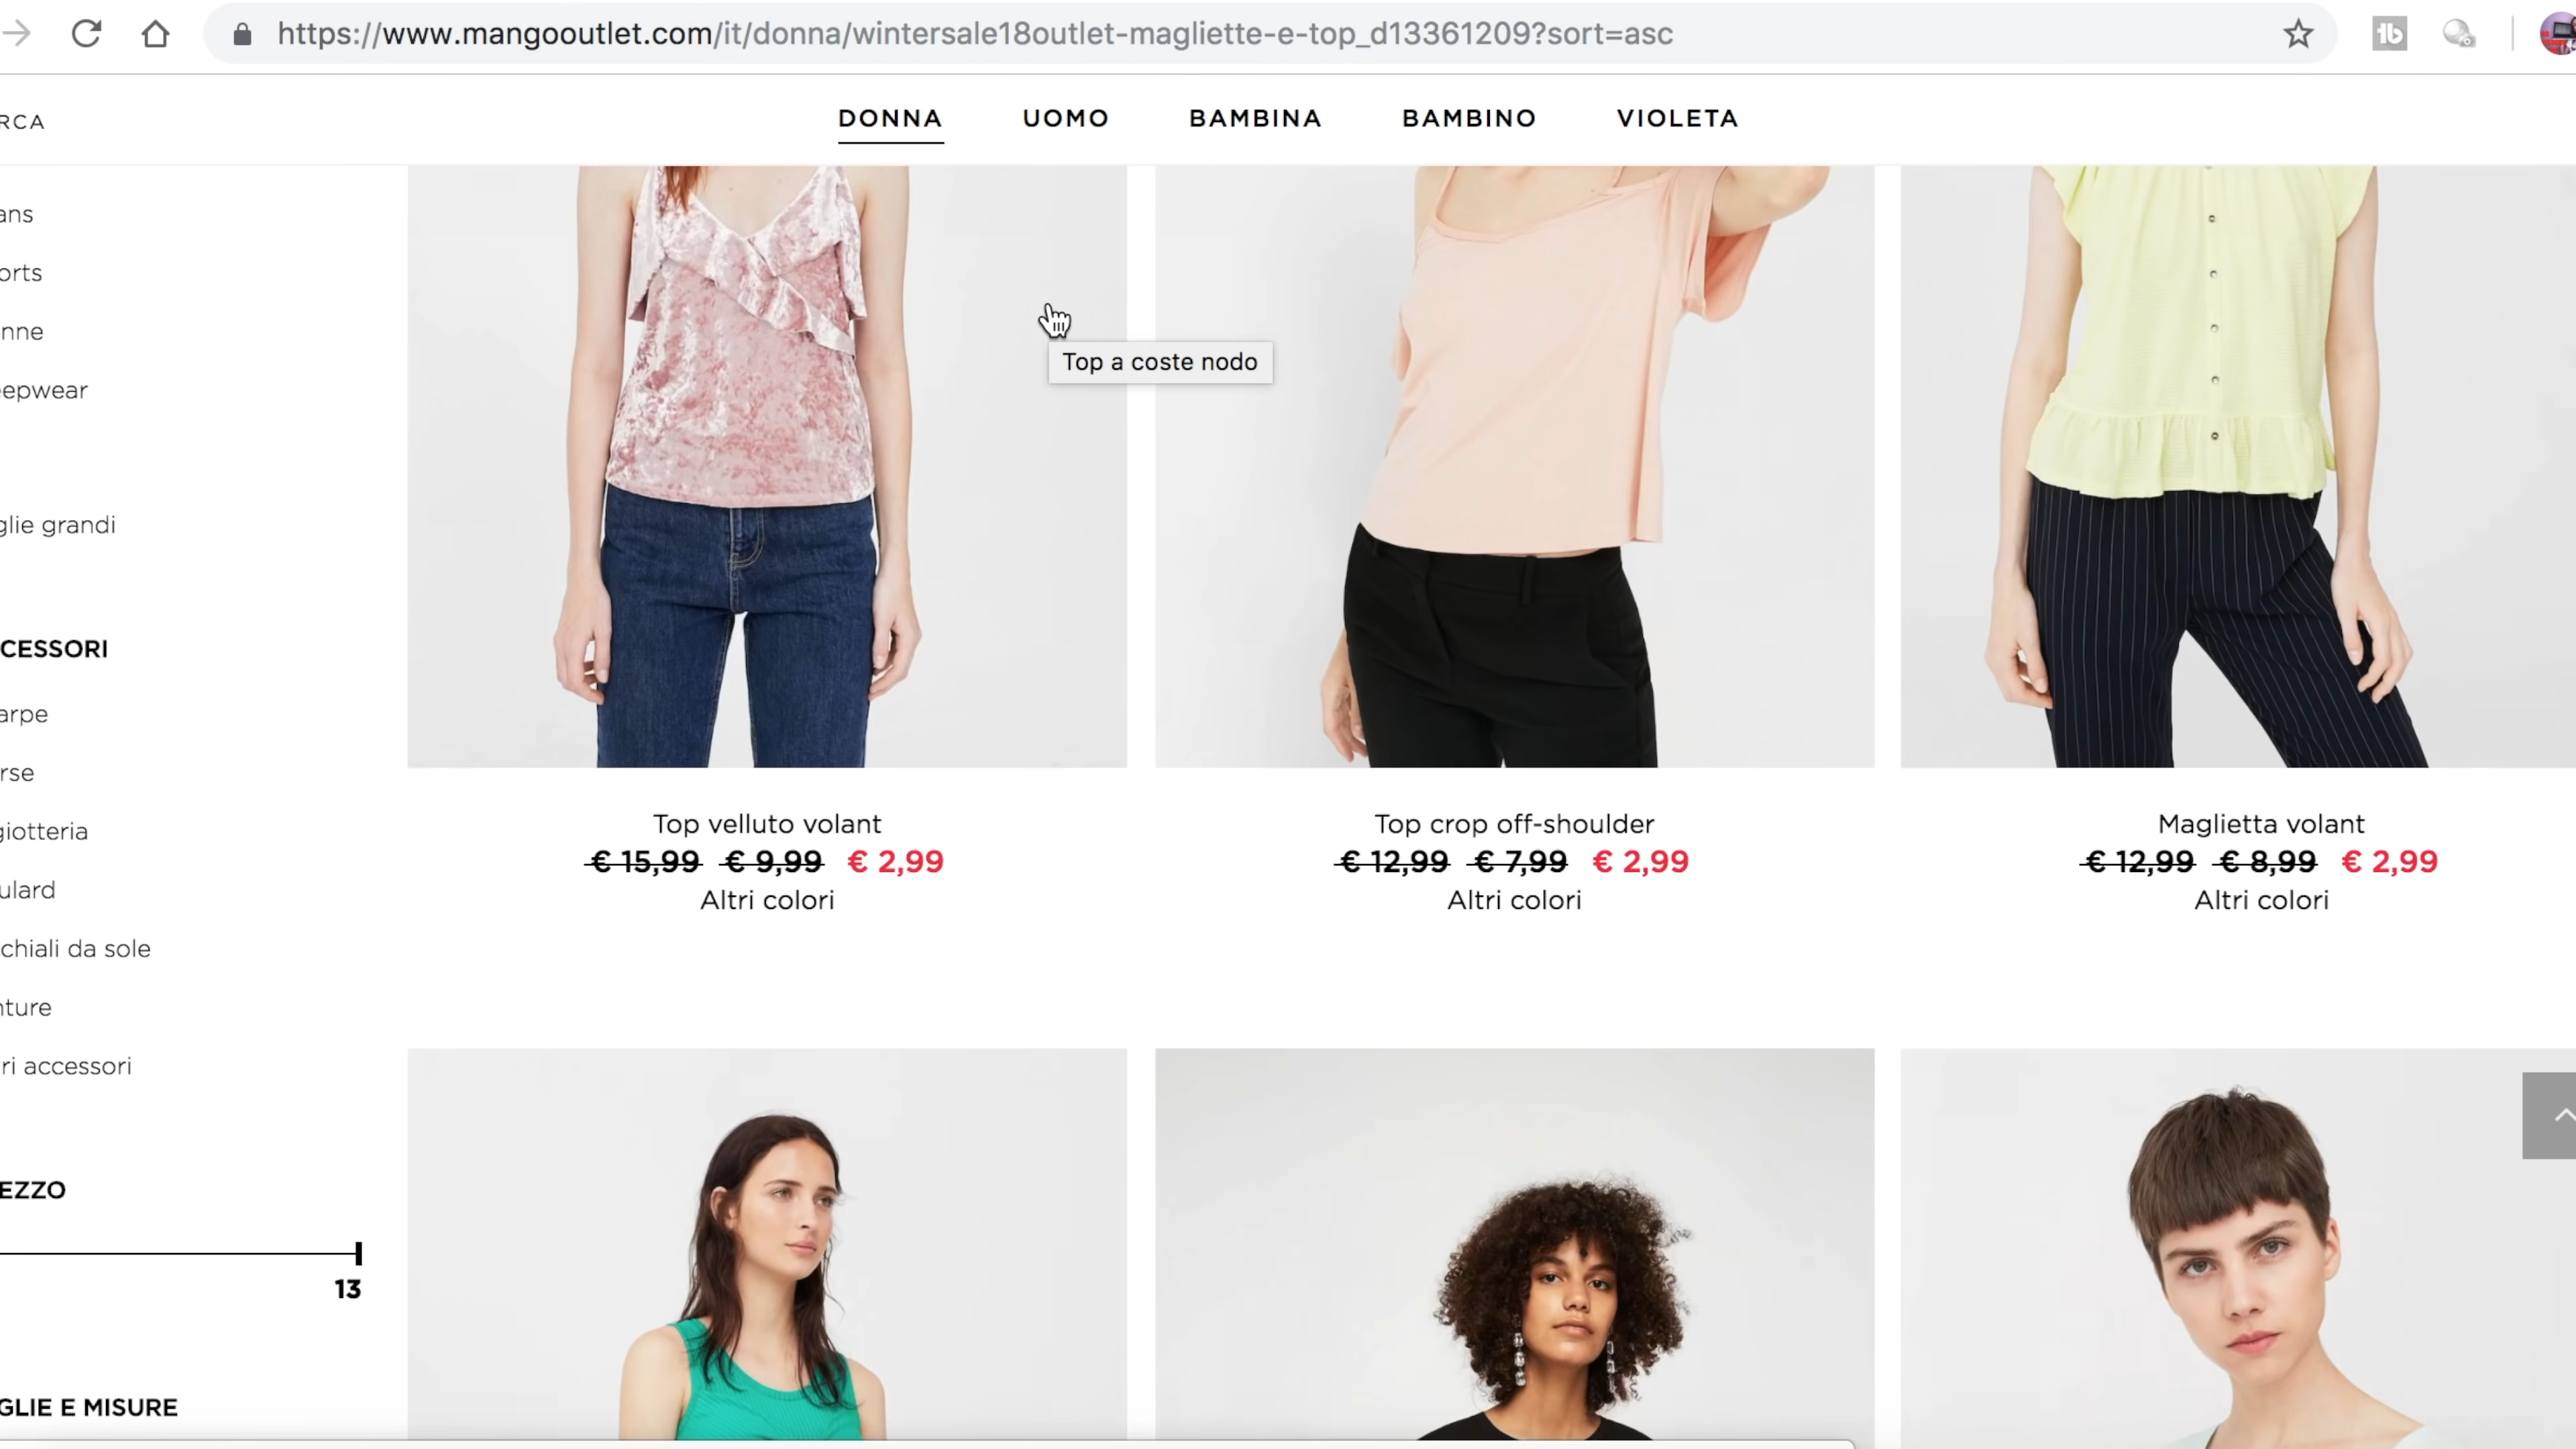 https://www.mangooutlet.com/it/donna/wintersale18outlet-magliette-e-top_d13361209?sort=asc
RCA
DONNA UOMO BAMBINA BAMBINO VIOLETA
ans
orts
nne
eepwear
glie grandi
CESSORI
arpe
rse
giotteria
ulard
chiali da sole
nture
ri accessori
EZZO
13
GLIE E MISURE
Top a coste nodo
Top velluto volant
€ 15,99 € 9,99 € 2,99
Altri colori
Top crop off-shoulder
€ 12,99 € 7,99 € 2,99
Altri colori
Maglietta volant
€ 12,99 € 8,99 € 2,99
Altri colori